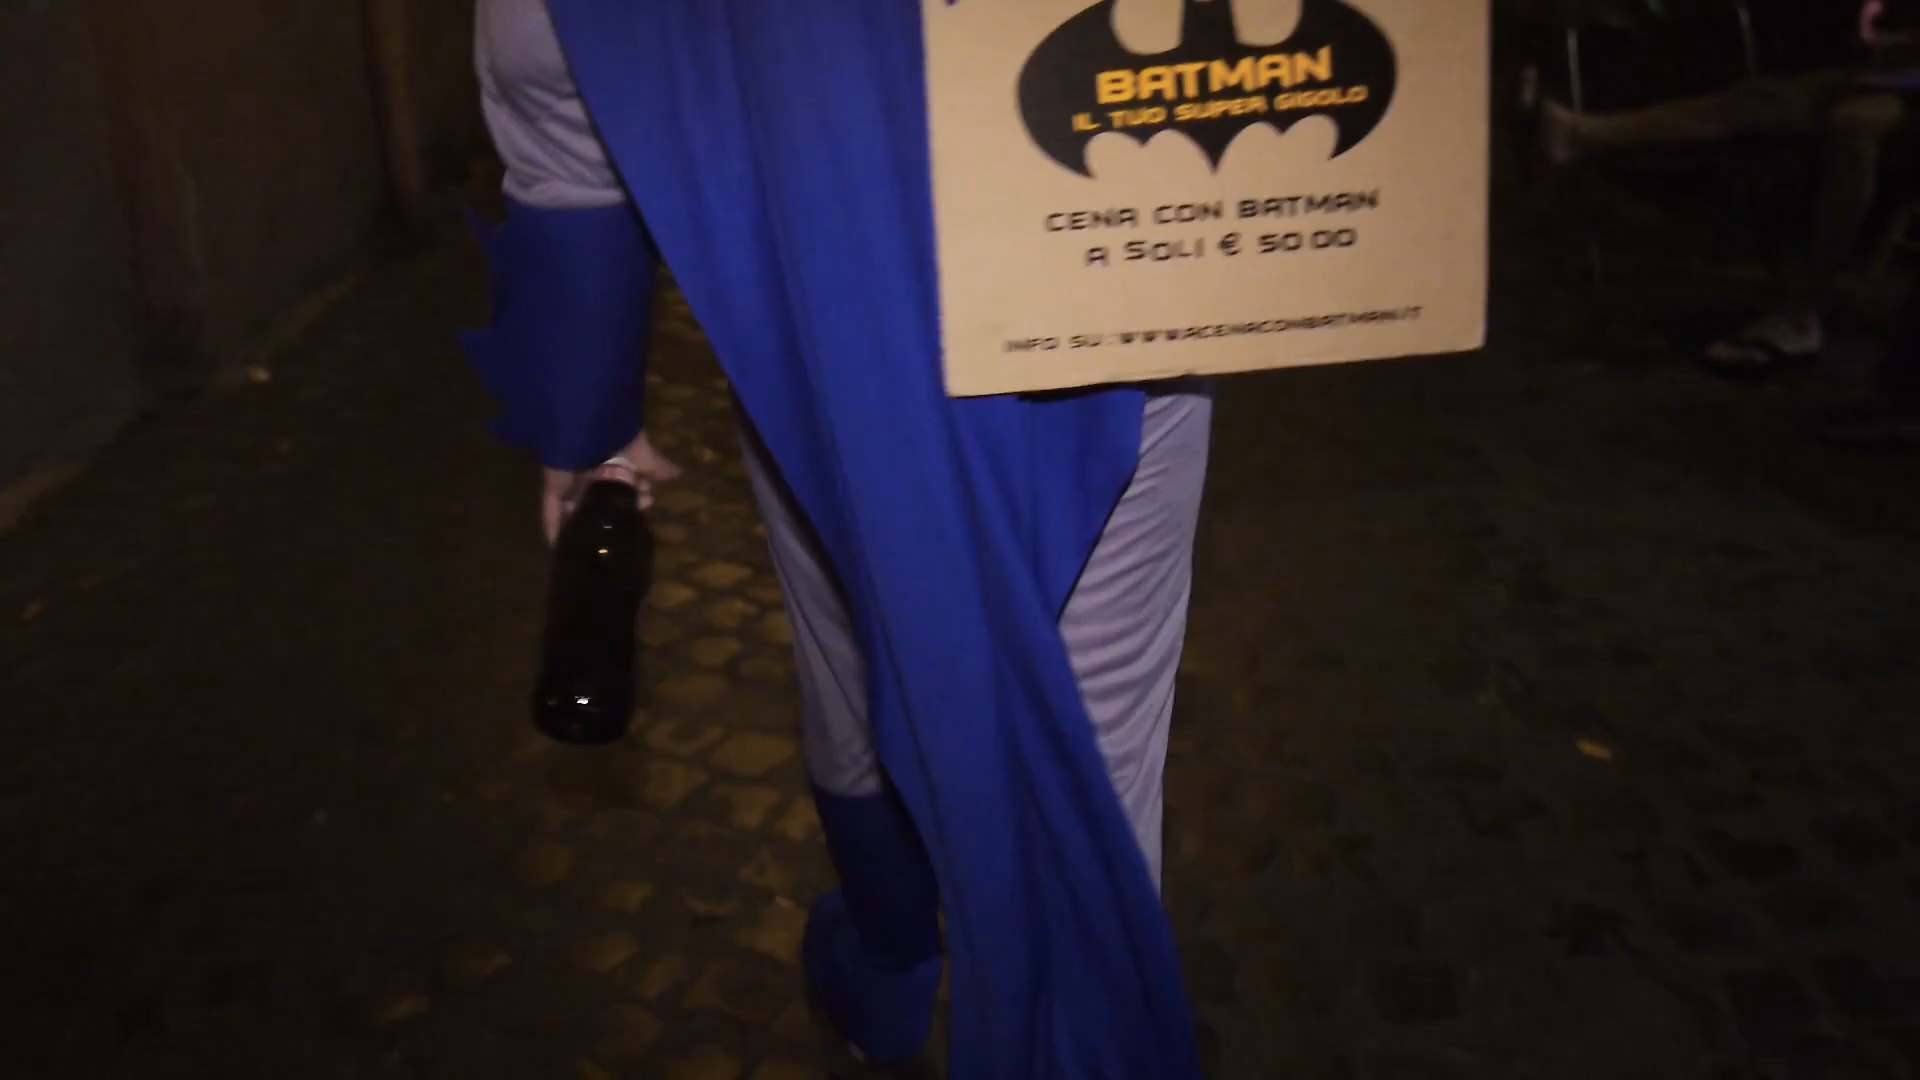 BATMAN
IL TUO SUPER GIGOLO
CENA CON BATMAN
A SOLI € 50 00
INFO SU: WWW.ACENACONBATMAN.IT